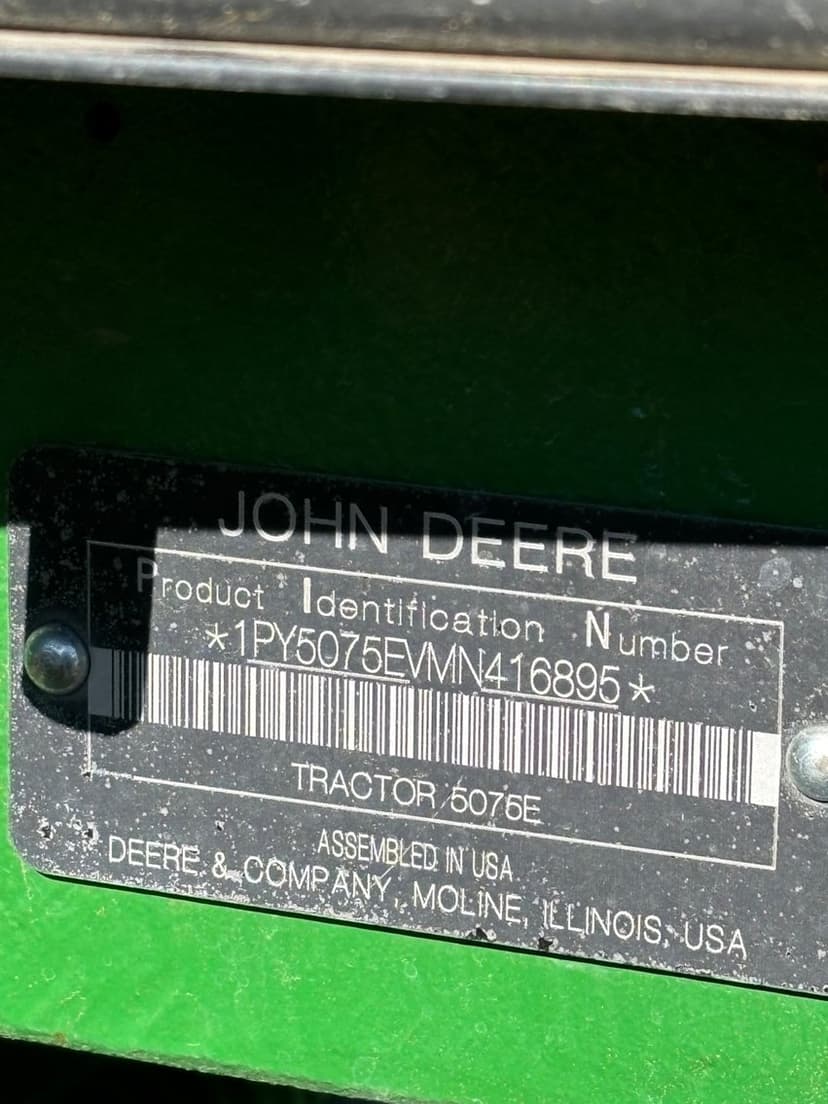 JOHN DEERE
Product Identification Number
*1PY5075EVMN416895*
TRACTOR 5075E
ASSEMBLED IN USA
DEERE & COMPANY, MOLINE, ILLINOIS, USA